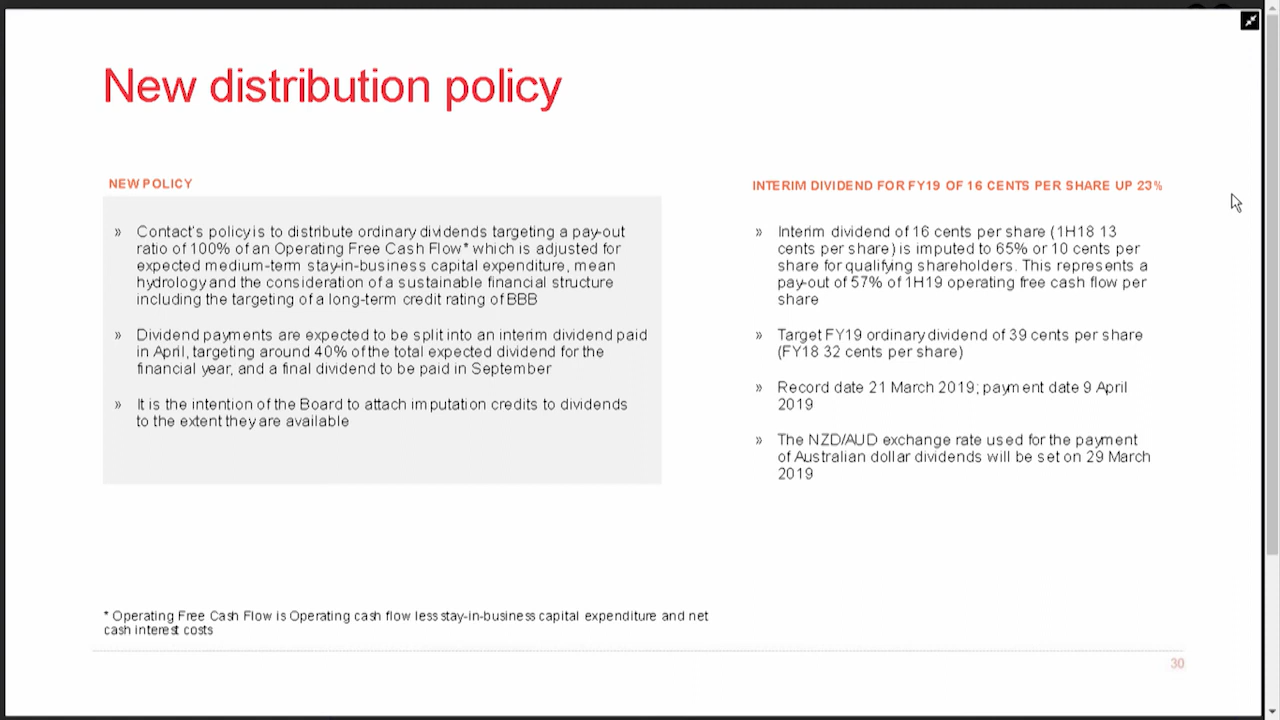 New distribution policy
NEW POLICY
» Contact's policy is to distribute ordinary dividends targeting a pay-out
ratio of 100% of an Operating Free Cash Flow* which is adjusted for
expected medium-term stay-in-business capital expenditure, mean
hydrology and the consideration of a sustainable financial structure
including the targeting of a long-term credit rating of BBB
» Dividend payments are expected to be split into an interim dividend paid
in April, targeting around 40% of the total expected dividend for the
financial year, and a final dividend to be paid in September
» It is the intention of the Board to attach imputation credits to dividends
to the extent they are available
INTERIM DIVIDEND FOR FY19 OF 16 CENTS PER SHARE UP 23%
» Interim dividend of 16 cents per share (1H18 13
cents per share) is imputed to 65% or 10 cents per
share for qualifying shareholders. This represents a
pay-out of 57% of 1H19 operating free cash flow per
share
» Target FY19 ordinary dividend of 39 cents per share
(FY18 32 cents per share)
» Record date 21 March 2019; payment date 9 April
2019
» The NZD/AUD exchange rate used for the payment
of Australian dollar dividends will be set on 29 March
2019
* Operating Free Cash Flow is Operating cash flow less stay-in-business capital expenditure and net
cash interest costs
30